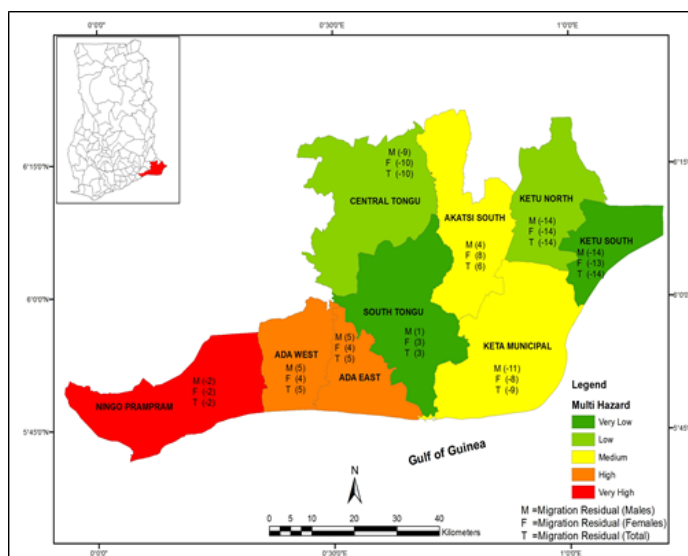 0°0'0"
0°30'0"E
1°0'0"E
6°15'0"N
6°15'0"N
M (-9)
F (-10)
T (-10)
CENTRAL TONGU
AKATSI SOUTH
M (4)
F (8)
T (6)
KETU NORTH
M (-14)
F (-14)
T (-14)
KETU SOUTH
M (-14)
F (-13)
T (-14)
6°0'0"N
6°0'0"N
SOUTH TONGU
M (1)
F (3)
T (3)
KETA MUNICIPAL
M (-11)
F (-8)
T (-9)
M (5)
F (4)
T (5)
ADA EAST
ADA WEST
M (5)
F (4)
T (5)
M (-2)
F (-2)
T (-2)
NINGO PRAMPRAM
5°45'0"N
5°45'0"N
Gulf of Guinea
Legend
Multi Hazard
Very Low
Low
Medium
High
Very High
M =Migration Residual (Males)
F =Migration Residual (Females)
T =Migration Residual (Total)
N
0 5 10 20 30 40
Kilometers
0°0'0"
0°30'0"E
1°0'0"E